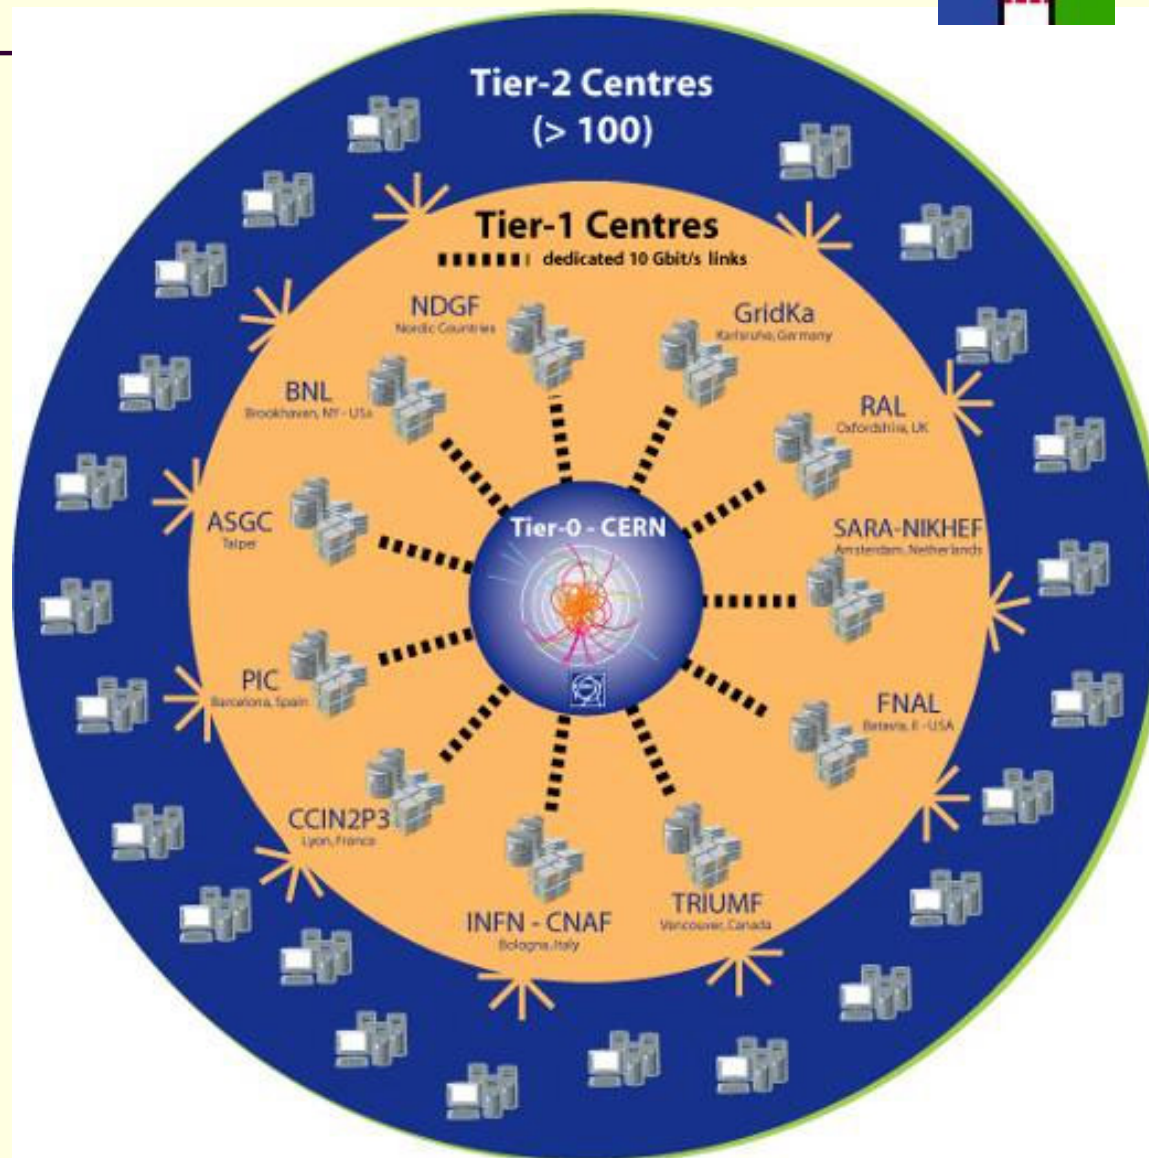 Tier-2 Centres
(> 100)
Tier-1 Centres
dedicated 10 Gbit/s links
NDGF
Nordic Countries
GridKa
Karlsruhe, Germany
BNL
Brookhaven, NY - USA
RAL
Oxfordshire, UK
ASGC
Taipei
Tier-0 - CERN
SARA-NIKHEF
Amsterdam, Netherlands
PIC
Barcelona, Spain
FNAL
Batavia, Il - USA
CCIN2P3
Lyon, France
TRIUMF
Vancouver, Canada
INFN - CNAF
Bologna, Italy